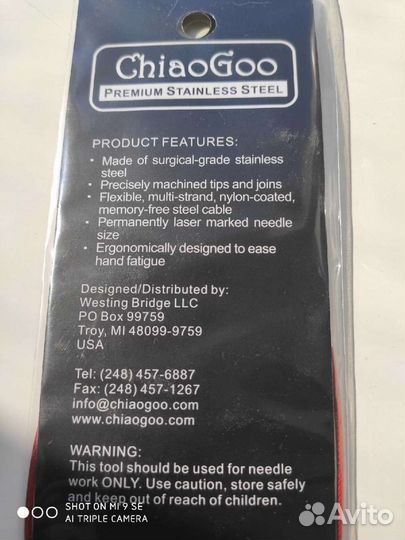 ChiaoGoo
PREMIUM STAINLESS STEEL
PRODUCT FEATURES:
• Made of surgical-grade stainless
steel
• Precisely machined tips and joins
• Flexible, multi-strand, nylon-coated,
memory-free steel cable
• Permanently laser marked needle
size
• Ergonomically designed to ease
hand fatigue
Designed/Distributed by:
Westing Bridge LLC
PO Box 99759
Troy, MI 48099-9759
USA
Tel: (248) 457-6887
Fax: (248) 457-1267
info@chiaogoo.com
www.chiaogoo.com
WARNING:
This tool should be used for needle
work ONLY. Use caution, store safely
and keep out of reach of children.
SHOT ON MI 9 SE
AI TRIPLE CAMERA
Avito